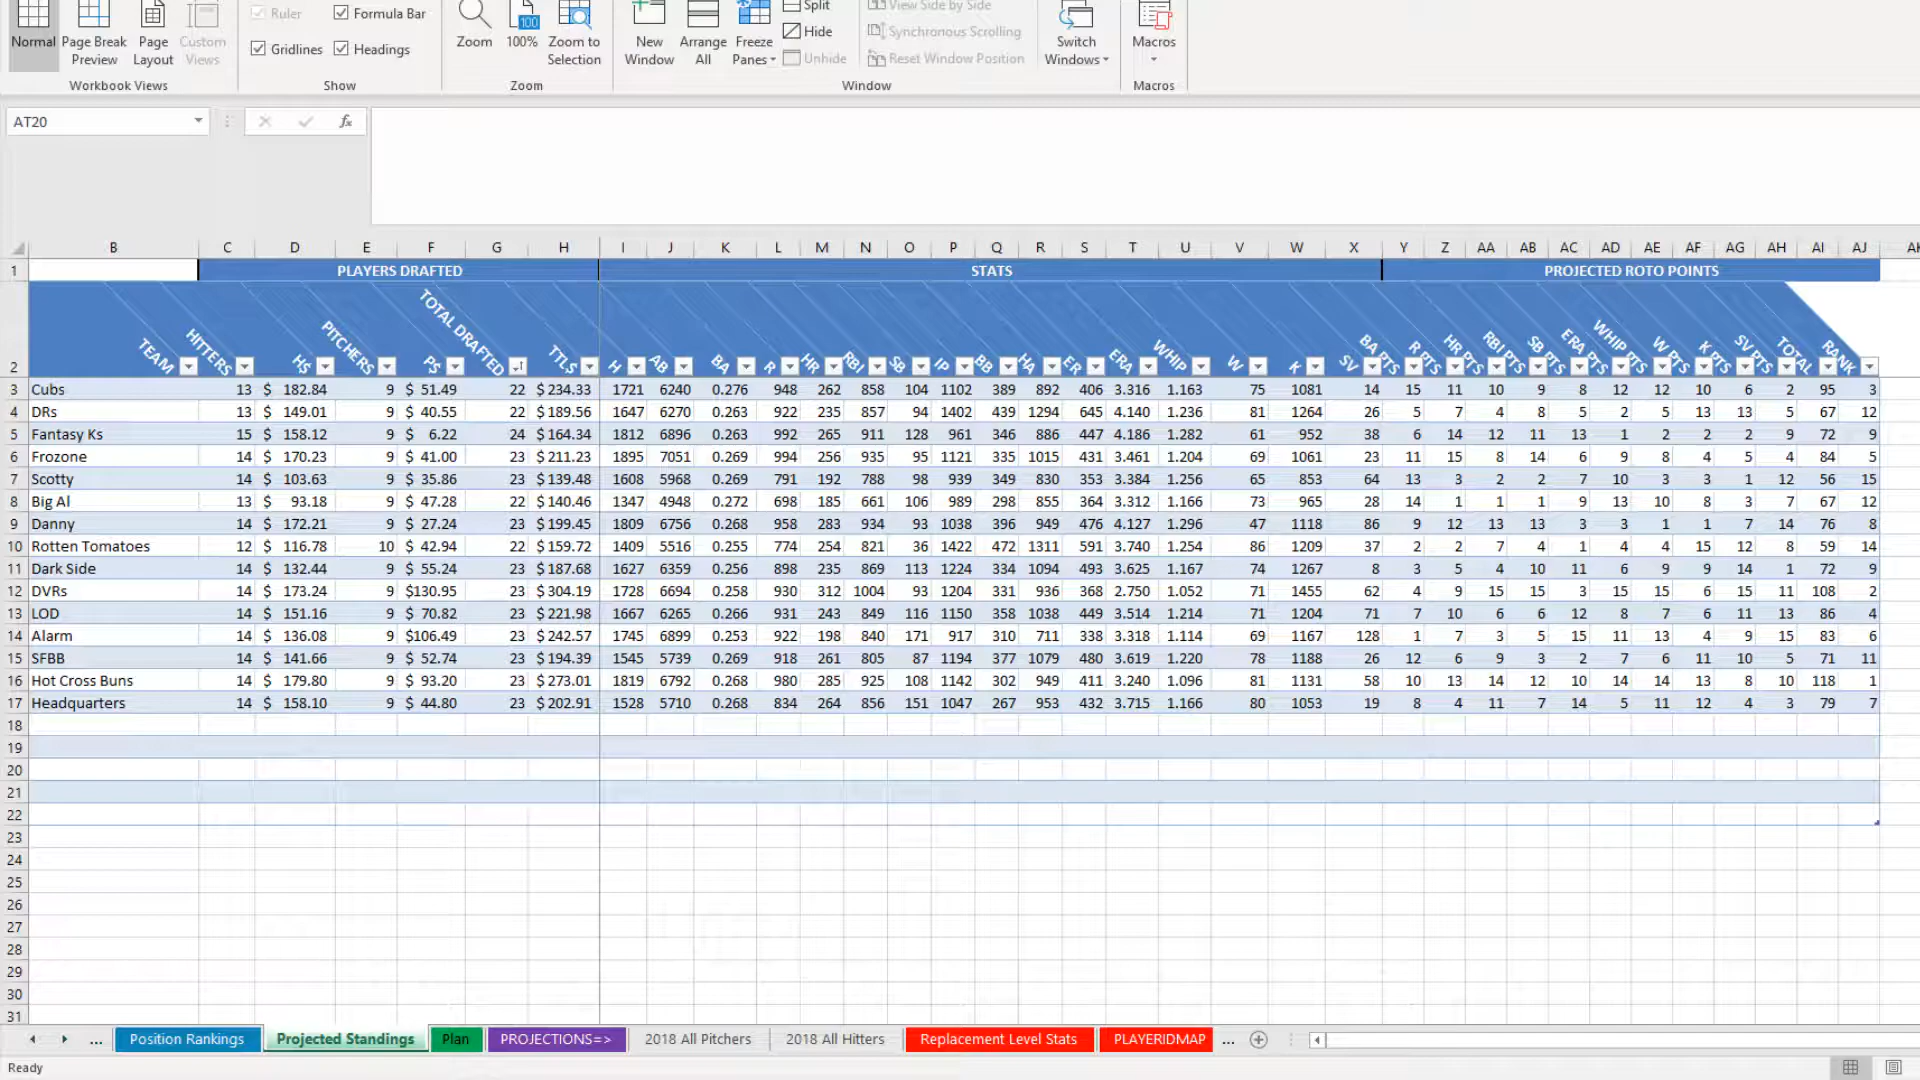 Ruler Formula Bar
Gridlines Headings
Normal Page Break Preview Page Layout Custom Views
Zoom 100% Zoom to Selection
New Window Arrange All Freeze Panes
Split
Hide
Unhide
View Side by Side
Synchronous Scrolling
Reset Window Position
Switch Windows
Macros
Workbook Views Show Zoom Window Macros
AT20 fx
B C D E F G H I J K L M N O P Q R S T U V W X Y Z AA AB AC AD AE AF AG AH AI AJ
1 PLAYERS DRAFTED STATS PROJECTED ROTO POINTS
2 TEAM HITTERS H$ PITCHERS P$ TOTAL DRAFTED TTL$ H AB BA R HR RBI SB IP BB HA ER ERA WHIP W K SV BA PTS R PTS HR PTS RBI PTS SB PTS ERA PTS WHIP PTS W PTS K PTS SV PTS TOTAL RANK
3 Cubs 13 $ 182.84 9 $ 51.49 22 $ 234.33 1721 6240 0.276 948 262 858 104 1102 389 892 406 3.316 1.163 75 1081 14 15 11 10 9 8 12 12 10 6 2 95 3
4 DRs 13 $ 149.01 9 $ 40.55 22 $ 189.56 1647 6270 0.263 922 235 857 94 1402 439 1294 645 4.140 1.236 81 1264 26 5 7 4 8 5 2 5 13 13 5 67 12
5 Fantasy Ks 15 $ 158.12 9 $ 6.22 24 $ 164.34 1812 6896 0.263 992 265 911 128 961 346 886 447 4.186 1.282 61 952 38 6 14 12 11 13 1 2 2 2 9 72 9
6 Frozone 14 $ 170.23 9 $ 41.00 23 $ 211.23 1895 7051 0.269 994 256 935 95 1121 335 1015 431 3.461 1.204 69 1061 23 11 15 8 14 6 9 8 4 5 4 84 5
7 Scotty 14 $ 103.63 9 $ 35.86 23 $ 139.48 1608 5968 0.269 791 192 788 98 939 349 830 353 3.384 1.256 65 853 64 13 3 2 2 7 10 3 3 1 12 56 15
8 Big Al 13 $ 93.18 9 $ 47.28 22 $ 140.46 1347 4948 0.272 698 185 661 106 989 298 855 364 3.312 1.166 73 965 28 14 1 1 1 9 13 10 8 3 7 67 12
9 Danny 14 $ 172.21 9 $ 27.24 23 $ 199.45 1809 6756 0.268 958 283 934 93 1038 396 949 476 4.127 1.296 47 1118 86 9 12 13 13 3 3 1 1 7 14 76 8
10 Rotten Tomatoes 12 $ 116.78 10 $ 42.94 22 $ 159.72 1409 5516 0.255 774 254 821 36 1422 472 1311 591 3.740 1.254 86 1209 37 2 2 7 4 1 4 4 15 12 8 59 14
11 Dark Side 14 $ 132.44 9 $ 55.24 23 $ 187.68 1627 6359 0.256 898 235 869 113 1224 334 1094 493 3.625 1.167 74 1267 8 3 5 4 10 11 6 9 9 14 1 72 9
12 DVRs 14 $ 173.24 9 $130.95 23 $ 304.19 1728 6694 0.258 930 312 1004 93 1204 331 936 368 2.750 1.052 71 1455 62 4 9 15 15 3 15 15 6 15 11 108 2
13 LOD 14 $ 151.16 9 $ 70.82 23 $ 221.98 1667 6265 0.266 931 243 849 116 1150 358 1038 449 3.514 1.214 71 1204 71 7 10 6 6 12 8 7 6 11 13 86 4
14 Alarm 14 $ 136.08 9 $106.49 23 $ 242.57 1745 6899 0.253 922 198 840 171 917 310 711 338 3.318 1.114 69 1167 128 1 7 3 5 15 11 13 4 9 15 83 6
15 SFBB 14 $ 141.66 9 $ 52.74 23 $ 194.39 1545 5739 0.269 918 261 805 87 1194 377 1079 480 3.619 1.220 78 1188 26 12 6 9 3 2 7 6 11 10 5 71 11
16 Hot Cross Buns 14 $ 179.80 9 $ 93.20 23 $ 273.01 1819 6792 0.268 980 285 925 108 1142 302 949 411 3.240 1.096 81 1131 58 10 13 14 12 10 14 14 13 8 10 118 1
17 Headquarters 14 $ 158.10 9 $ 44.80 23 $ 202.91 1528 5710 0.268 834 264 856 151 1047 267 953 432 3.715 1.166 80 1053 19 8 4 11 7 14 5 11 12 4 3 79 7
18
19
20
21
22
23
24
25
26
27
28
29
30
31
... Position Rankings Projected Standings Plan PROJECTIONS=> 2018 All Pitchers 2018 All Hitters Replacement Level Stats PLAYERIDMAP ...
Ready